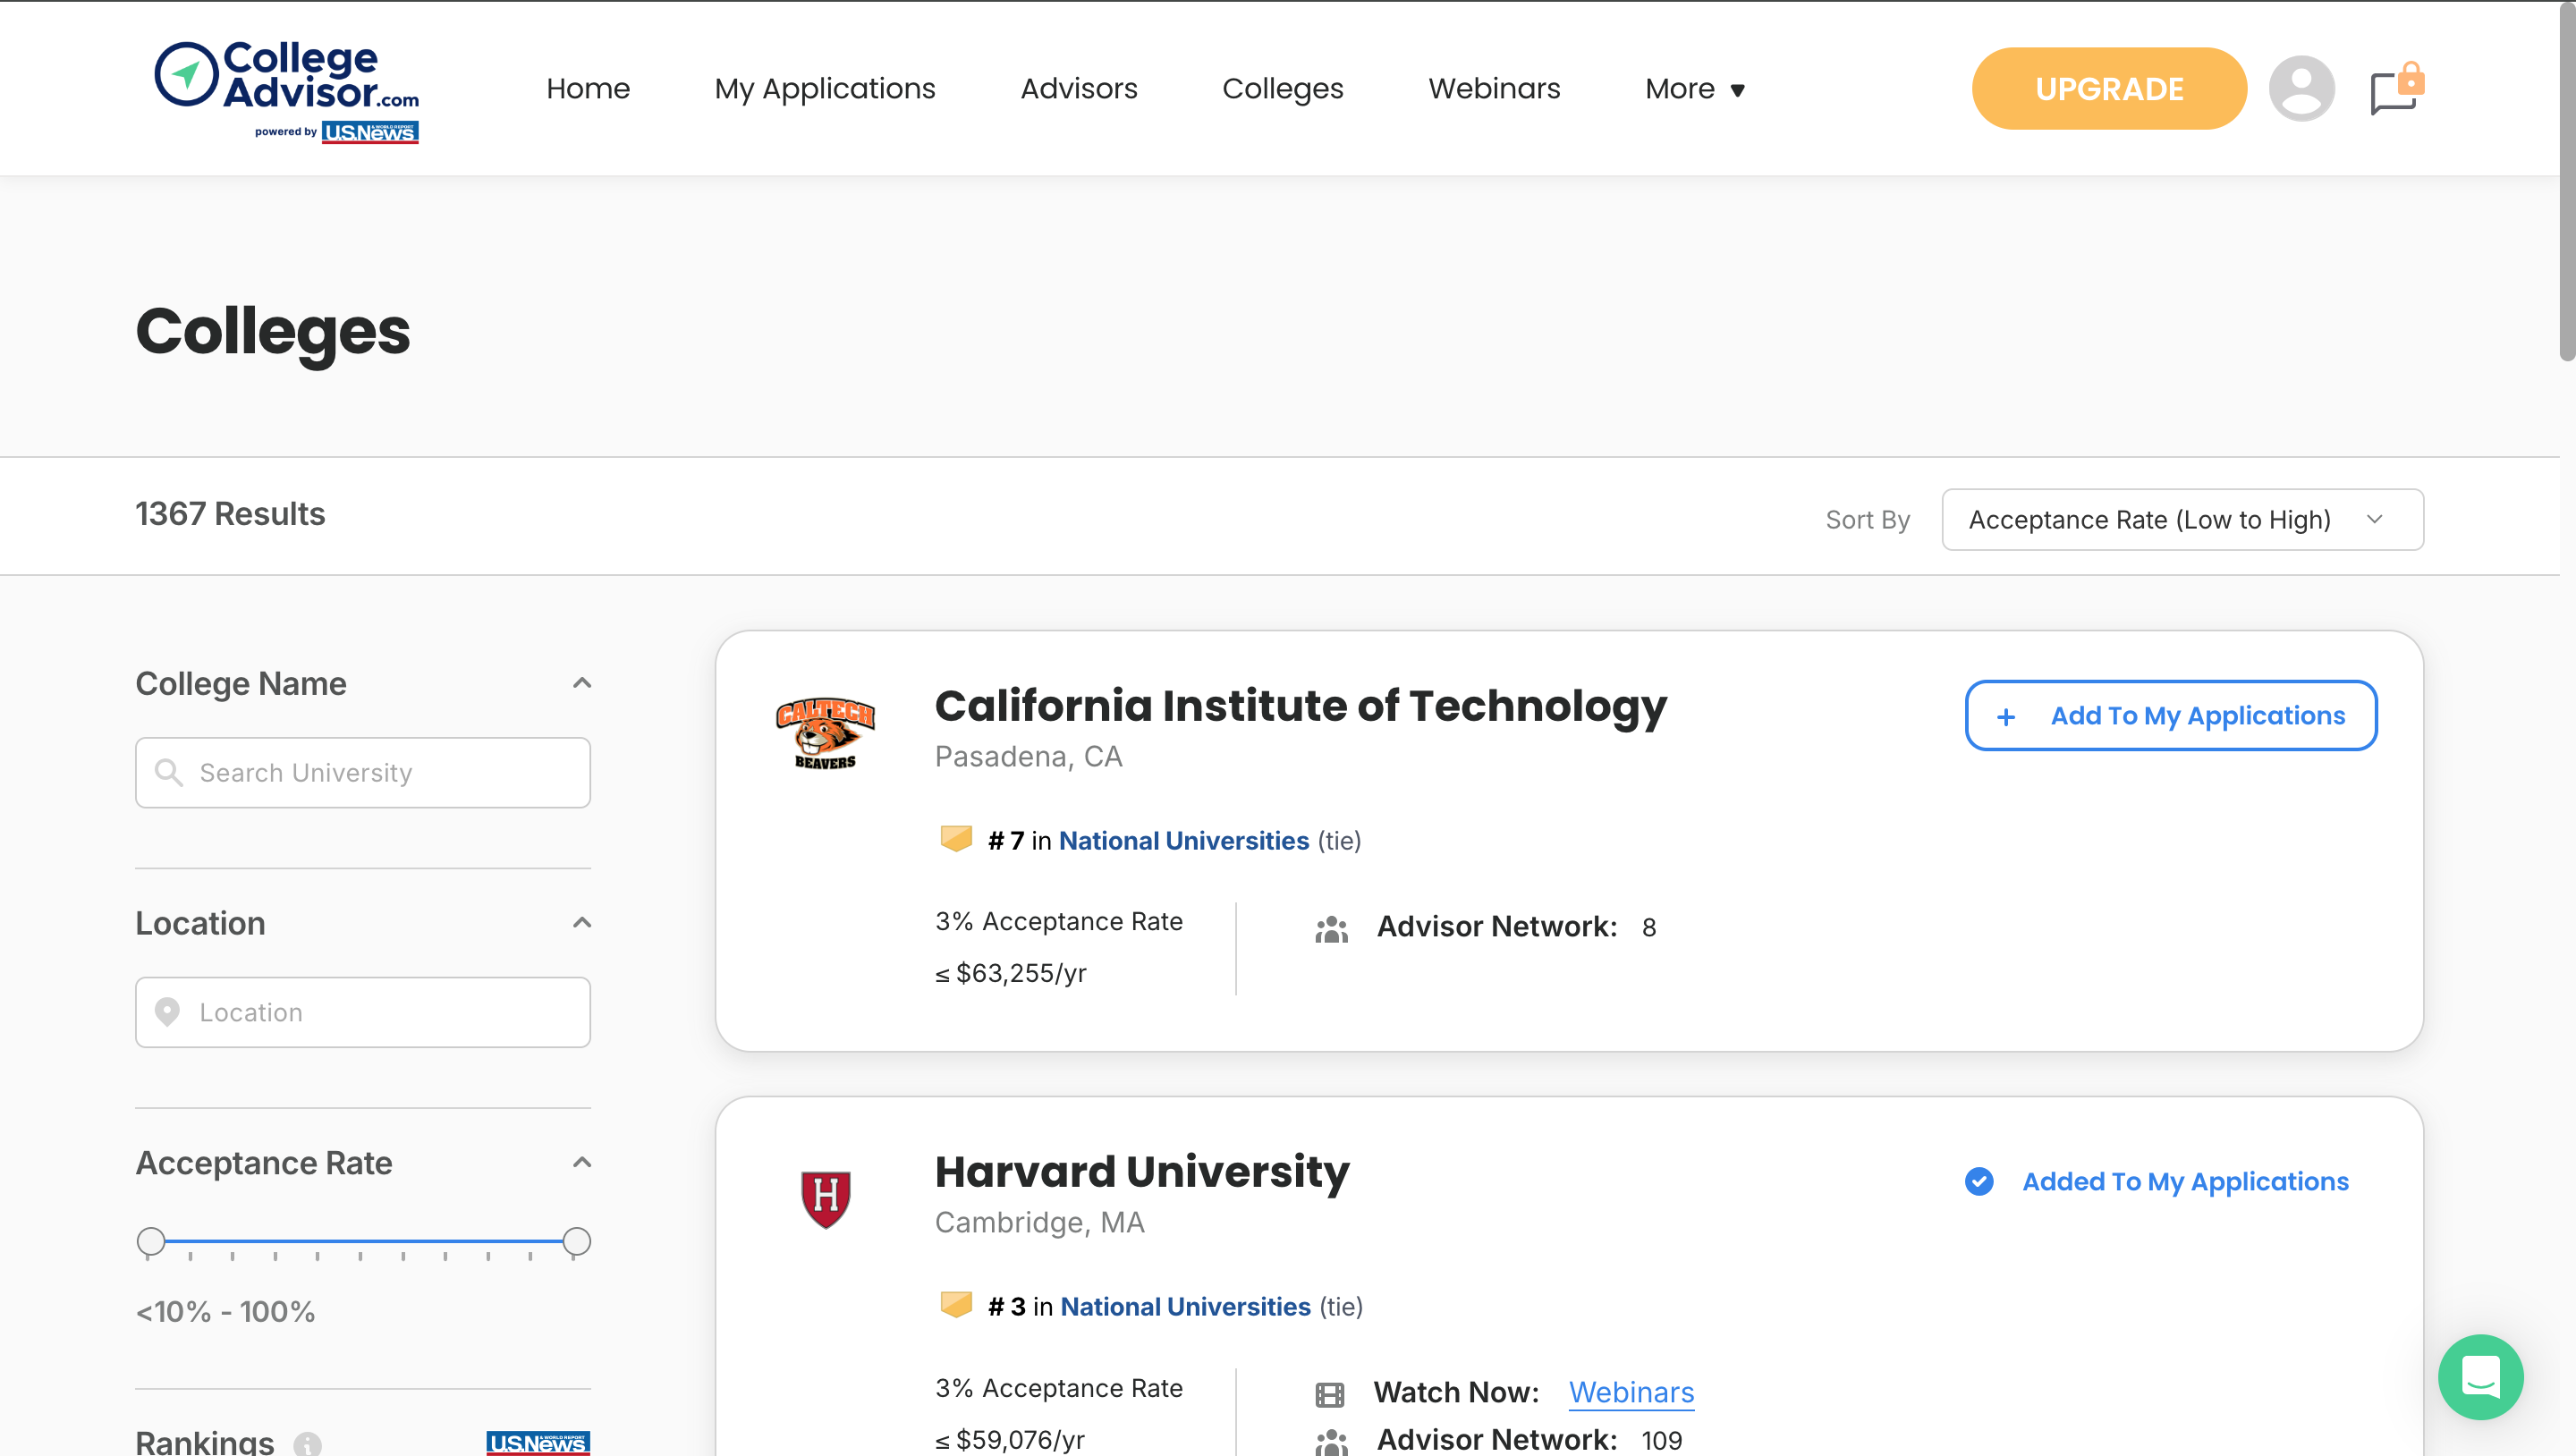 College
Advisor.com
powered by U.S.News & WORLD REPORT
Home
My Applications
Advisors
Colleges
Webinars
More
UPGRADE
Colleges
1367 Results
Sort By
Acceptance Rate (Low to High)
College Name
Search University
Location
Location
Acceptance Rate
<10% - 100%
Rankings
U.S.News & WORLD REPORT
CALTECH
BEAVERS
California Institute of Technology
Pasadena, CA
+ Add To My Applications
# 7 in National Universities (tie)
3% Acceptance Rate
≤ $63,255/yr
Advisor Network: 8
H
Harvard University
Cambridge, MA
Added To My Applications
# 3 in National Universities (tie)
3% Acceptance Rate
≤ $59,076/yr
Watch Now: Webinars
Advisor Network: 109